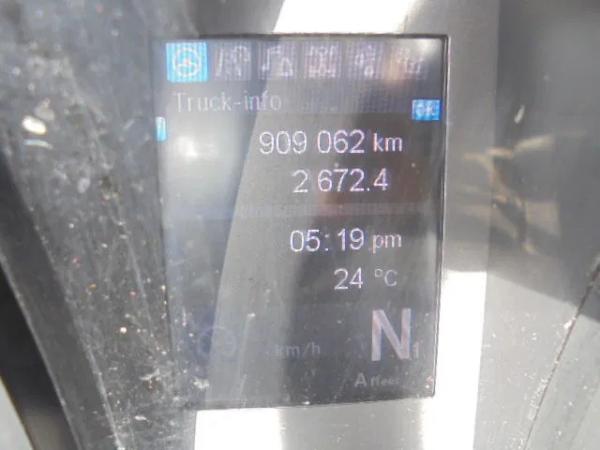 Truck-info
909 062 km
2 672.4
05:19 pm
24 °C
km/h
N1
A